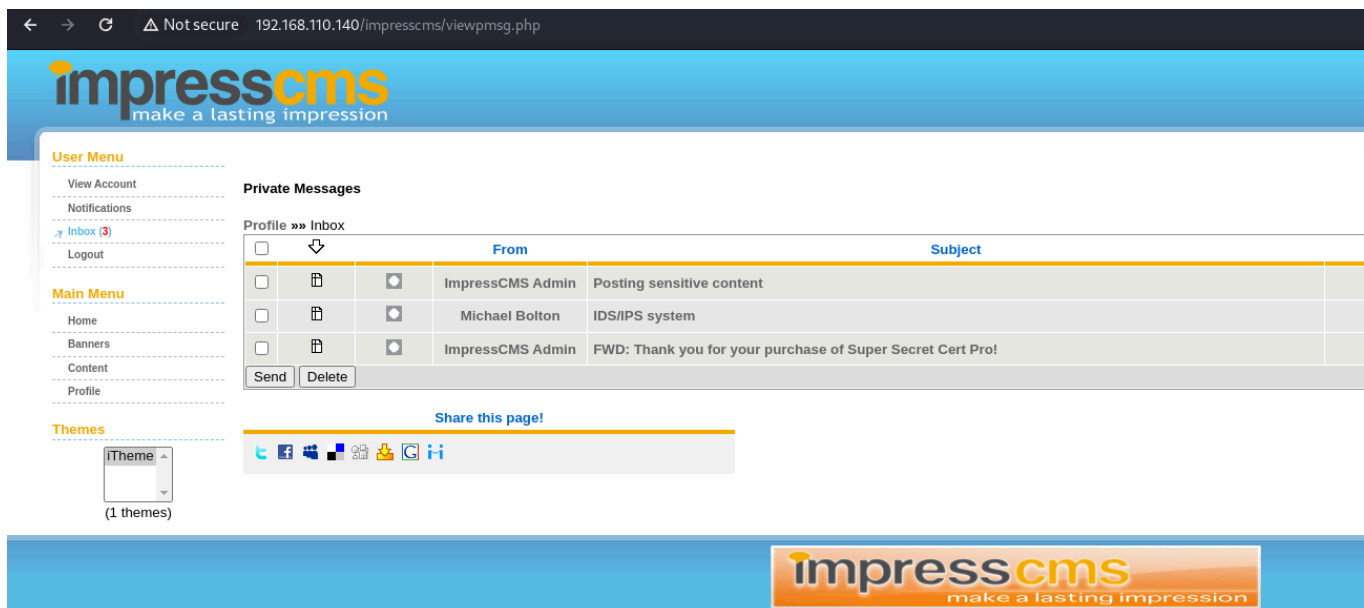 Not secure 192.168.110.140/impresscms/viewpmsg.php
impresscms
make a lasting impression
User Menu
View Account
Notifications
Inbox (3)
Logout
Main Menu
Home
Banners
Content
Profile
Themes
iTheme
(1 themes)
Private Messages
Profile »» Inbox
From Subject
ImpressCMS Admin Posting sensitive content
Michael Bolton IDS/IPS system
ImpressCMS Admin FWD: Thank you for your purchase of Super Secret Cert Pro!
Send Delete
Share this page!
impresscms
make a lasting impression